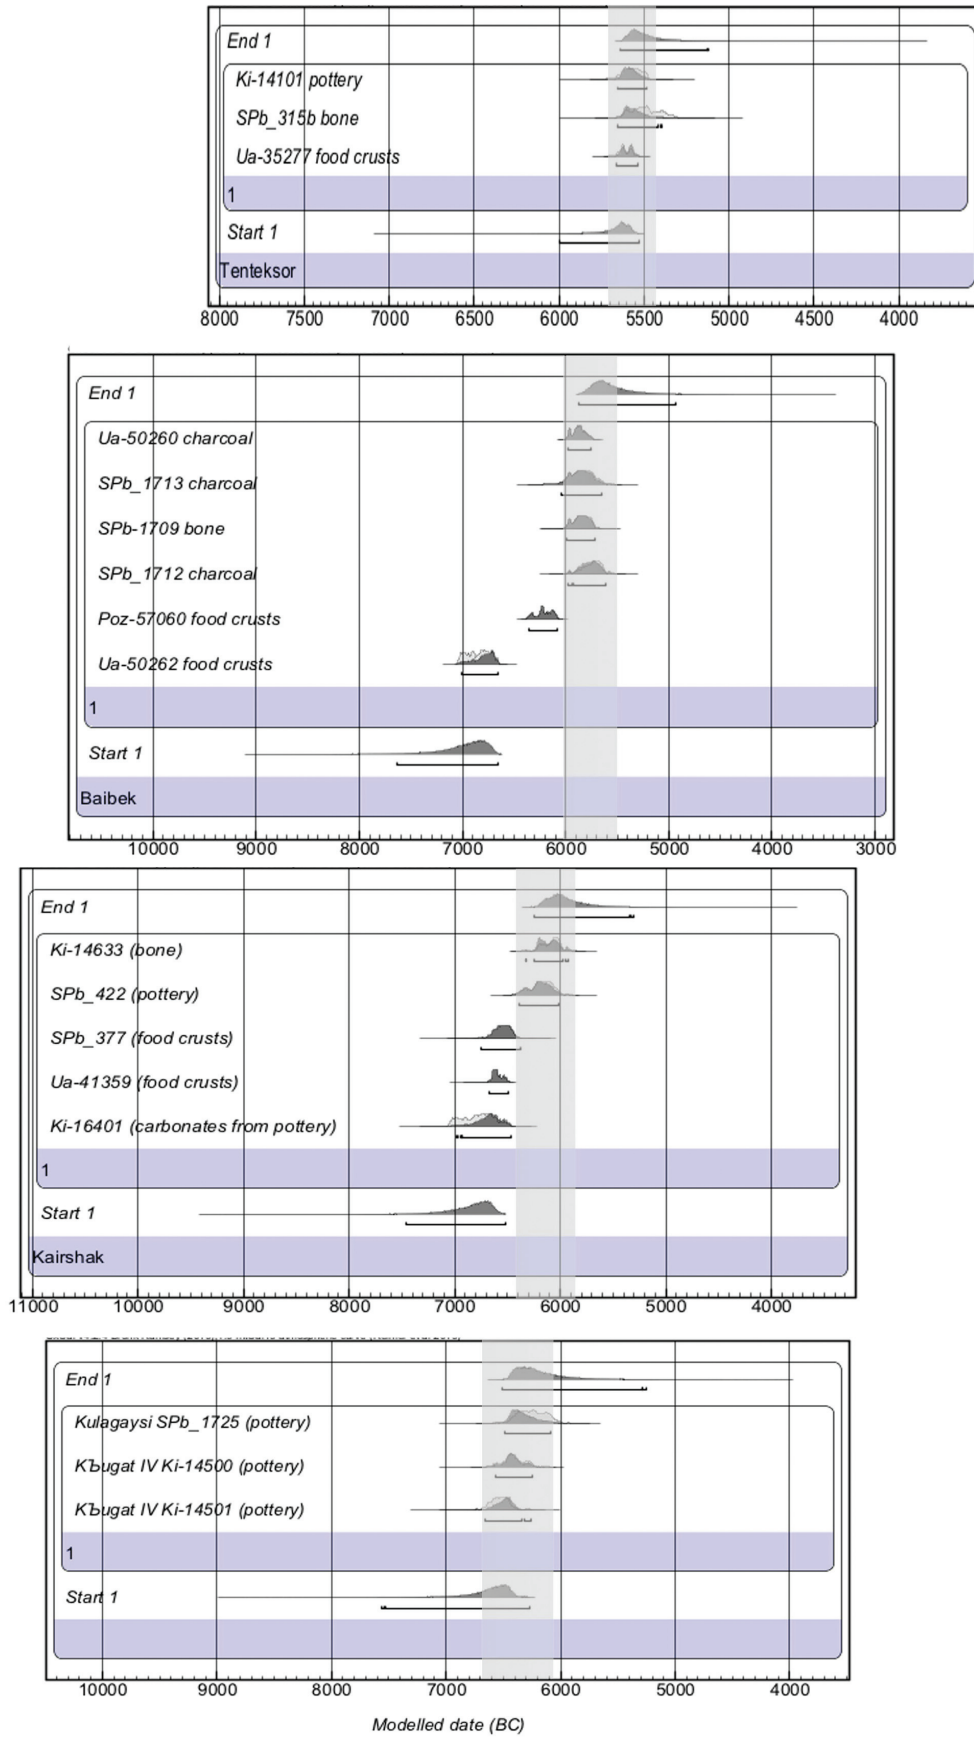 End 1
Ki-14101 pottery
SPb_315b bone
Ua-35277 food crusts
1
Start 1
Tenteksor
8000 7500 7000 6500 6000 5500 5000 4500 4000
End 1
Ua-50260 charcoal
SPb_1713 charcoal
SPb-1709 bone
SPb_1712 charcoal
Poz-57060 food crusts
Ua-50262 food crusts
1
Start 1
Baibek
10000 9000 8000 7000 6000 5000 4000 3000
End 1
Ki-14633 (bone)
SPb_422 (pottery)
SPb_377 (food crusts)
Ua-41359 (food crusts)
Ki-16401 (carbonates from pottery)
1
Start 1
Kairshak
11000 10000 9000 8000 7000 6000 5000 4000
End 1
Kulagaysi SPb_1725 (pottery)
KЪugat IV Ki-14500 (pottery)
KЪugat IV Ki-14501 (pottery)
1
Start 1
10000 9000 8000 7000 6000 5000 4000
Modelled date (BC)